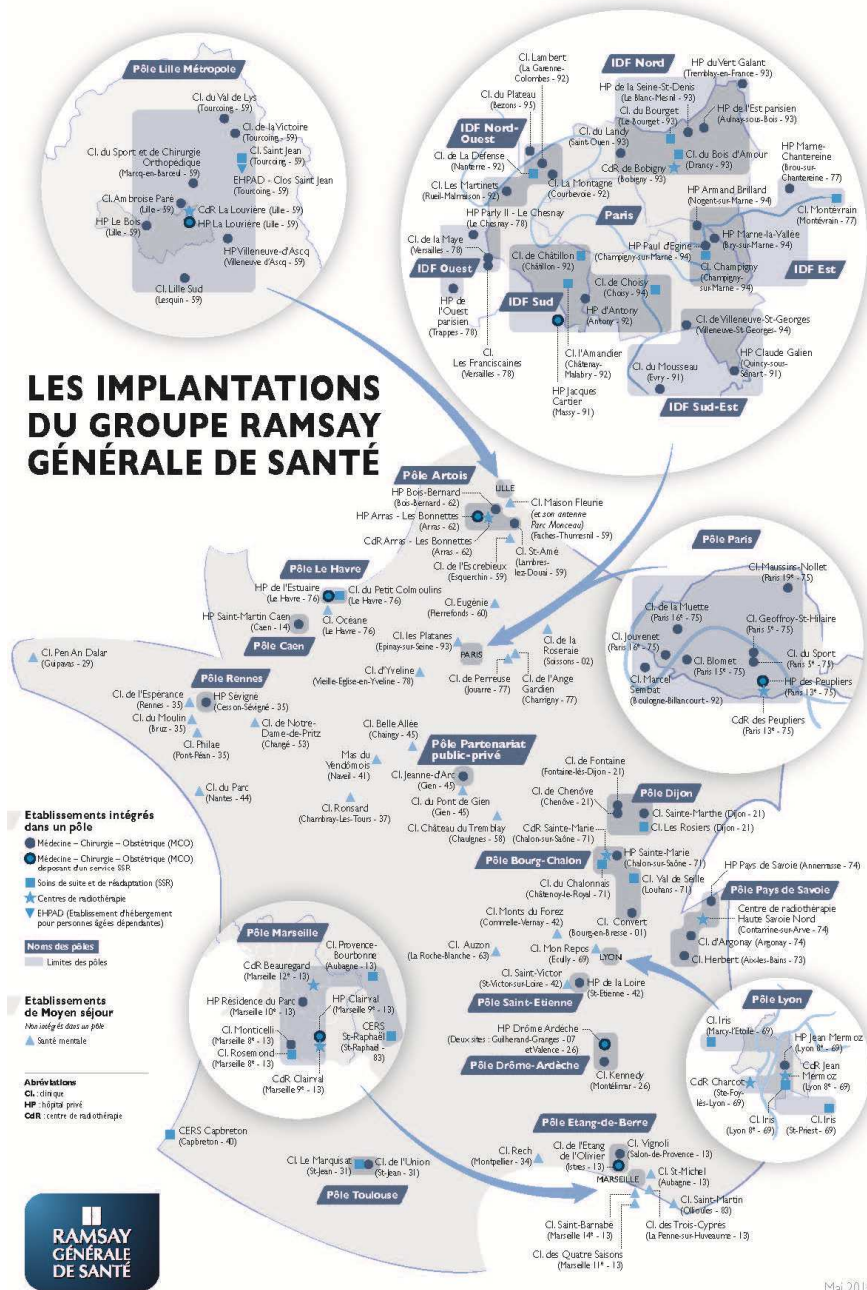 LES IMPLANTATIONS
DU GROUPE RAMSAY
GÉNÉRALE DE SANTÉ
Pôle Lille Métropole
Cl. du Val de Lys
(Tourcoing - 59)
Cl. de la Victoire
(Tourcoing - 59)
Cl. du Sport et de Chirurgie
Orthopédique
(Marcq-en-Barœul - 59)
Cl. Saint Jean
(Tourcoing - 59)
EHPAD - Clos Saint Jean
(Tourcoing - 59)
Cl. Ambroise Paré
(Lille - 59)
CdR La Louvière (Lille - 59)
HP La Louvière (Lille - 59)
HP Le Bois
(Lille - 59)
HP Villeneuve-d'Ascq
(Villeneuve d'Ascq - 59)
Cl. Lille Sud
(Lesquin - 59)
IDF Nord
Cl. Lambert
(La Garenne-
Colombes - 92)
HP du Vert Galant
(Tremblay-en-France - 93)
Cl. du Plateau
(Bezons - 95)
HP de la Seine-St-Denis
(Le Blanc-Mesnil - 93)
Cl. du Bourget
(Le Bourget - 93)
HP de l'Est parisien
(Aulnay-sous-Bois - 93)
IDF Nord-
Ouest
Cl. du Landy
(Saint-Ouen - 93)
Cl. de La Défense
(Nanterre - 92)
Cl. du Bois d'Amour
(Drancy - 93)
CdR de Bobigny
(Bobigny - 93)
HP Marne-
Chantereine
(Brou-sur-
Chantereine - 77)
Cl. Les Martinets
(Rueil-Malmaison - 92)
Cl. La Montagne
(Courbevoie - 92)
HP Armand Brillard
(Nogent-sur-Marne - 94)
Paris
HP Parly II - Le Chesnay
(Le Chesnay - 78)
Cl. Montévrain
(Montévrain - 77)
Cl. de la Maye
(Versailles - 78)
HP Marne-la-Vallée
(Bry-sur-Marne - 94)
HP Paul d'Egine
(Champigny-sur-Marne - 94)
Cl. de Châtillon
(Châtillon - 92)
Cl. Champigny
(Champigny-
sur-Marne - 94)
IDF Ouest
IDF Est
IDF Sud
Cl. de Choisy
(Choisy - 94)
HP de
l'Ouest
parisien
(Trappes - 78)
HP d'Antony
(Antony - 92)
Cl. de Villeneuve-St-Georges
(Villeneuve-St-Georges - 94)
Cl.
Les Franciscaines
(Versailles - 78)
Cl. l'Amandier
(Châtenay-
Malabry - 92)
HP Jacques
Cartier
(Massy - 91)
Cl. du Mousseau
(Evry - 91)
HP Claude Galien
(Quincy-sous-
Sénart - 91)
IDF Sud-Est
Pôle Artois
LILLE
HP Bois-Bernard
(Bois-Bernard - 62)
HP Arras - Les Bonnettes
(Arras - 62)
CdR Arras - Les Bonnettes
(Arras - 62)
Cl. Maison Fleurie
(et son antenne
Parc Monceau)
(Faches-Thumesnil - 59)
Cl. St-Amé
(Lambres-
lez-Douai - 59)
Cl. de l'Escrebieux
(Esquerchin - 59)
Pôle Le Havre
HP de l'Estuaire
(Le Havre - 76)
Cl. du Petit Colmoulins
(Le Havre - 76)
Cl. Océane
(Le Havre - 76)
HP Saint-Martin Caen
(Caen - 14)
Pôle Caen
Cl. Eugénie
(Pierrefonds - 60)
Cl. les Platanes
(Epinay-sur-Seine - 93)
PARIS
Cl. de la
Roseraie
(Soissons - 02)
Cl. d'Yveline
(Vieille-Eglise-en-Yveline - 78)
Cl. de Perreuse
(Jouarre - 77)
Cl. de l'Ange
Gardien
(Chamigny - 77)
Pôle Paris
Cl. Maussins-Nollet
(Paris 19e - 75)
Cl. de la Muette
(Paris 16e - 75)
Cl. Geoffroy-St-Hilaire
(Paris 5e - 75)
Cl. Jouvenet
(Paris 16e - 75)
Cl. du Sport
(Paris 5e - 75)
Cl. Blomet
(Paris 15e - 75)
Cl. Marcel
Sembat
(Boulogne-Billancourt - 92)
HP des Peupliers
(Paris 13e - 75)
CdR des Peupliers
(Paris 13e - 75)
Cl. Pen An Dalar
(Guipavas - 29)
Pôle Rennes
Cl. de l'Espérance
(Rennes - 35)
HP Sévigné
(Cesson-Sévigné - 35)
Cl. du Moulin
(Bruz - 35)
Cl. Philae
(Pont-Péan - 35)
Cl. de Notre-
Dame-de-Pritz
(Changé - 53)
Cl. Belle Allée
(Chaingy - 45)
Mas du
Vendômois
(Naveil - 41)
Cl. du Parc
(Nantes - 44)
Cl. Ronsard
(Chambray-Les-Tours - 37)
Pôle Partenariat
public-privé
Cl. Jeanne-d'Arc
(Gien - 45)
Cl. du Pont de Gien
(Gien - 45)
Cl. Château du Tremblay
(Chaulgnes - 58)
Cl. de Fontaine
(Fontaine-lès-Dijon - 21)
Cl. de Chenôve
(Chenôve - 21)
Pôle Dijon
Cl. Sainte-Marthe (Dijon - 21)
Cl. Les Rosiers (Dijon - 21)
CdR Sainte-Marie
(Chalon-sur-Saône - 71)
HP Sainte-Marie
(Chalon-sur-Saône - 71)
Pôle Bourg-Chalon
Cl. du Chalonnais
(Châtenoy-le-Royal - 71)
Cl. Val de Seille
(Louhans - 71)
Cl. Convert
(Bourg-en-Bresse - 01)
HP Pays de Savoie (Annemasse - 74)
Pôle Pays de Savoie
Centre de radiothérapie
Haute Savoie Nord
(Contamine-sur-Arve - 74)
Cl. d'Argonay (Argonay - 74)
Cl. Herbert (Aix-les-Bains - 73)
Cl. Monts du Forez
(Commelle-Vernay - 42)
Cl. Auzon
(La Roche-Blanche - 63)
Cl. Mon Repos
(Ecully - 69)
LYON
Cl. Saint-Victor
(St-Victor-sur-Loire - 42)
HP de la Loire
(St-Etienne - 42)
Pôle Saint-Etienne
HP Drôme Ardèche
(Deux sites : Guilherand-Granges - 07
et Valence - 26)
Pôle Drôme-Ardèche
Cl. Kennedy
(Montélimar - 26)
Pôle Lyon
Cl. Iris
(Marcy-l'Etoile - 69)
HP Jean Mermoz
(Lyon 8e - 69)
CdR Jean
Mermoz
(Lyon 8e - 69)
CdR Charcot
(Ste-Foy-
lès-Lyon - 69)
Cl. Iris
(Lyon 8e - 69)
Cl. Iris
(St-Priest - 69)
Etablissements intégrés
dans un pôle
Médecine – Chirurgie – Obstétrique (MCO)
Médecine – Chirurgie – Obstétrique (MCO)
disposant d'un service SSR
Soins de suite et de réadaptation (SSR)
Centres de radiothérapie
EHPAD (Etablissement d'hébergement
pour personnes âgées dépendantes)
Noms des pôles
Limites des pôles
Etablissements
de Moyen séjour
Non intégrés dans un pôle
Santé mentale
Abréviations
Cl. : clinique
HP : hôpital privé
CdR : centre de radiothérapie
Pôle Marseille
Cl. Provence-
Bourbonne
(Aubagne - 13)
CdR Beauregard
(Marseille 12e - 13)
HP Résidence du Parc
(Marseille 10e - 13)
HP Clairval
(Marseille 9e - 13)
Cl. Monticelli
(Marseille 8e - 13)
Cl. Rosemond
(Marseille 8e - 13)
CERS
St-Raphaël
(St-Raphaël -
83)
CdR Clairval
(Marseille 9e - 13)
CERS Capbreton
(Capbreton - 40)
Cl. Le Marquisat
(St-Jean - 31)
Cl. de l'Union
(St-Jean - 31)
Pôle Toulouse
Pôle Etang-de-Berre
Cl. Rech
(Montpellier - 34)
Cl. de l'Etang
de l'Olivier
(Istres - 13)
Cl. Vignoli
(Salon-de-Provence - 13)
MARSEILLE
Cl. St-Michel
(Aubagne - 13)
Cl. Saint-Martin
(Ollioules - 83)
Cl. Saint-Barnabé
(Marseille 14e - 13)
Cl. des Trois-Cyprès
(La Penne-sur-Huveaume - 13)
Cl. des Quatre Saisons
(Marseille 11e - 13)
RAMSAY
GÉNÉRALE
DE SANTÉ